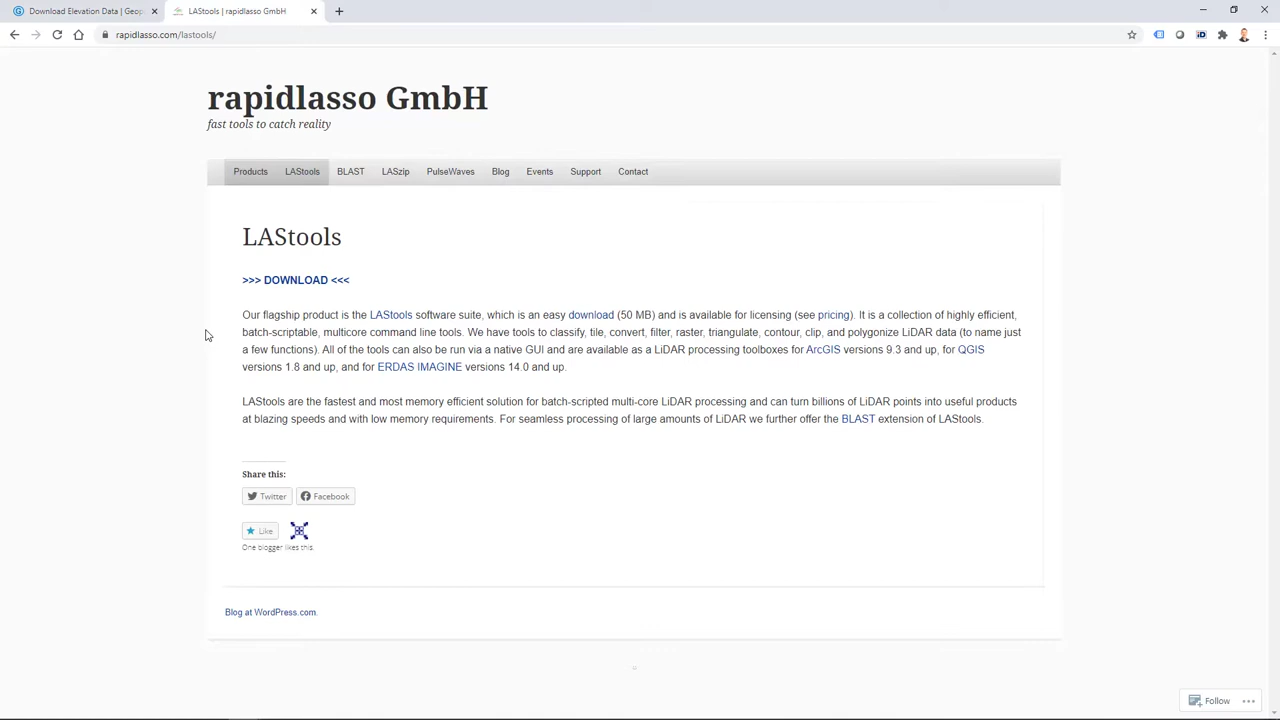 Download Elevation Data | Geop
LAStools | rapidlasso GmbH
rapidlasso.com/lastools/
rapidlasso GmbH
fast tools to catch reality
Products LAStools BLAST LASzip PulseWaves Blog Events Support Contact
LAStools
>>> DOWNLOAD <<<
Our flagship product is the LAStools software suite, which is an easy download (50 MB) and is available for licensing (see pricing). It is a collection of highly efficient,
batch-scriptable, multicore command line tools. We have tools to classify, tile, convert, filter, raster, triangulate, contour, clip, and polygonize LiDAR data (to name just
a few functions). All of the tools can also be run via a native GUI and are available as a LiDAR processing toolboxes for ArcGIS versions 9.3 and up, for QGIS
versions 1.8 and up, and for ERDAS IMAGINE versions 14.0 and up.
LAStools are the fastest and most memory efficient solution for batch-scripted multi-core LiDAR processing and can turn billions of LiDAR points into useful products
at blazing speeds and with low memory requirements. For seamless processing of large amounts of LiDAR we further offer the BLAST extension of LAStools.
Share this:
Twitter Facebook
Like
One blogger likes this.
Blog at WordPress.com.
Follow